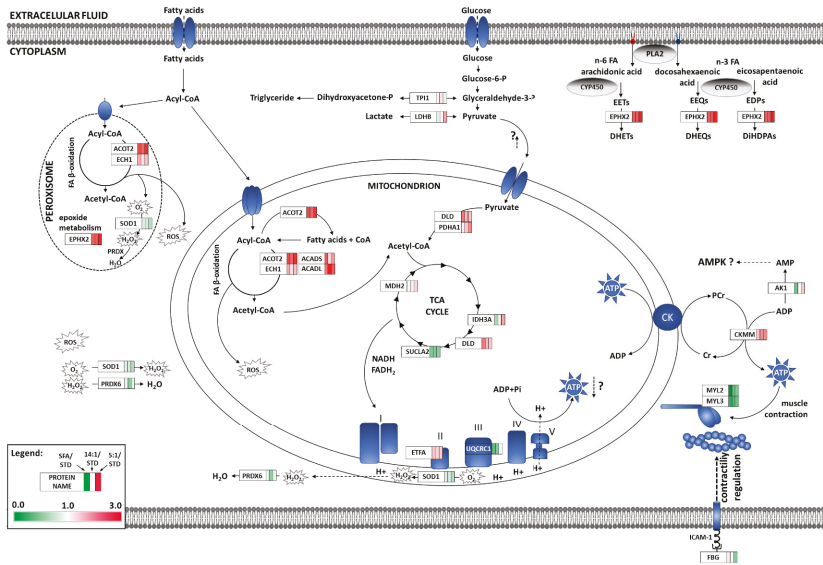 EXTRACELULAR FLUID
CYTOPLASM
Fatty acids
Fatty acids
Acyl-CoA
Glucose
Glucose
Glucose-6-P
Triglyceride
Dihydroxyacetone-P
TPI1
Glyceraldehyde-3-P
Lactate
LDHB
Pyruvate
?
PLA2
n-6 FA
arachidonic acid
docosahexaenoic
acid
n-3 FA
eicosapentaenoic
acid
CYP450
CYP450
EETs
EEQs
EDPs
EPHX2
EPHX2
EPHX2
DHETs
DHEQs
DiHDPAs
PEROXISOME
Acyl-CoA
FA β-oxidation
ACOT2
ECH1
Acetyl-CoA
O2-
SOD1
H2O2
PRDX
H2O
ROS
epoxide
metabolism
EPHX2
MITOCHONDRION
Pyruvate
DLD
PDHA1
ACOT2
Acyl-CoA
Fatty acids + CoA
FA β-oxidation
ACOT2
ACADS
ECH1
ACADL
Acetyl-CoA
Acetyl-CoA
ROS
MDH2
TCA
CYCLE
IDH3A
DLD
SUCLA2
NADH
FADH2
ADP+Pi
ATP
?
H+
I
II
III
IV
V
ETFA
UQCRC1
H+
H+
H+
H+
H+
O2-
SOD1
H2O2
H2O2
PRDX6
H2O
ATP
ADP
CK
PCr
Cr
CKMM
AMPK ?
AMP
AK1
ADP
ATP
muscle
contraction
MYL2
MYL3
contractiliy
regulation
ICAM-1
FBG
ROS
O2-
SOD1
H2O2
H2O2
PRDX6
H2O
Legend:
SFA/
STD
14:1/
STD
5:1/
STD
PROTEIN
NAME
0.0
1.0
3.0